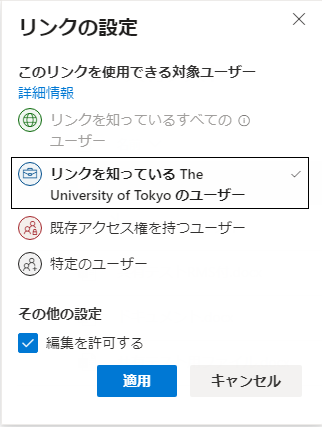 リンクの設定
このリンクを使用できる対象ユーザー
詳細情報
リンクを知っているすべての
ユーザー
リンクを知っている The
University of Tokyo のユーザー
既存アクセス権を持つユーザー
特定のユーザー
その他の設定
編集を許可する
適用
キャンセル